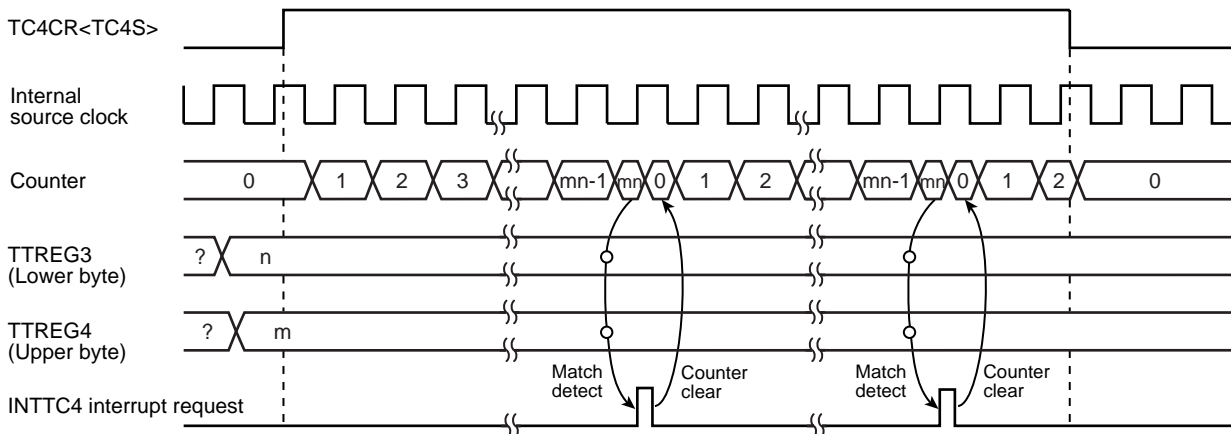 TC4CR<TC4S>
Internal
source clock
Counter
0 1 2 3 mn-1 mn 0 1 2 mn-1 mn 0 1 2 0
TTREG3
(Lower byte)
? n
TTREG4
(Upper byte)
? m
Match
detect
Counter
clear
Match
detect
Counter
clear
INTTC4 interrupt request